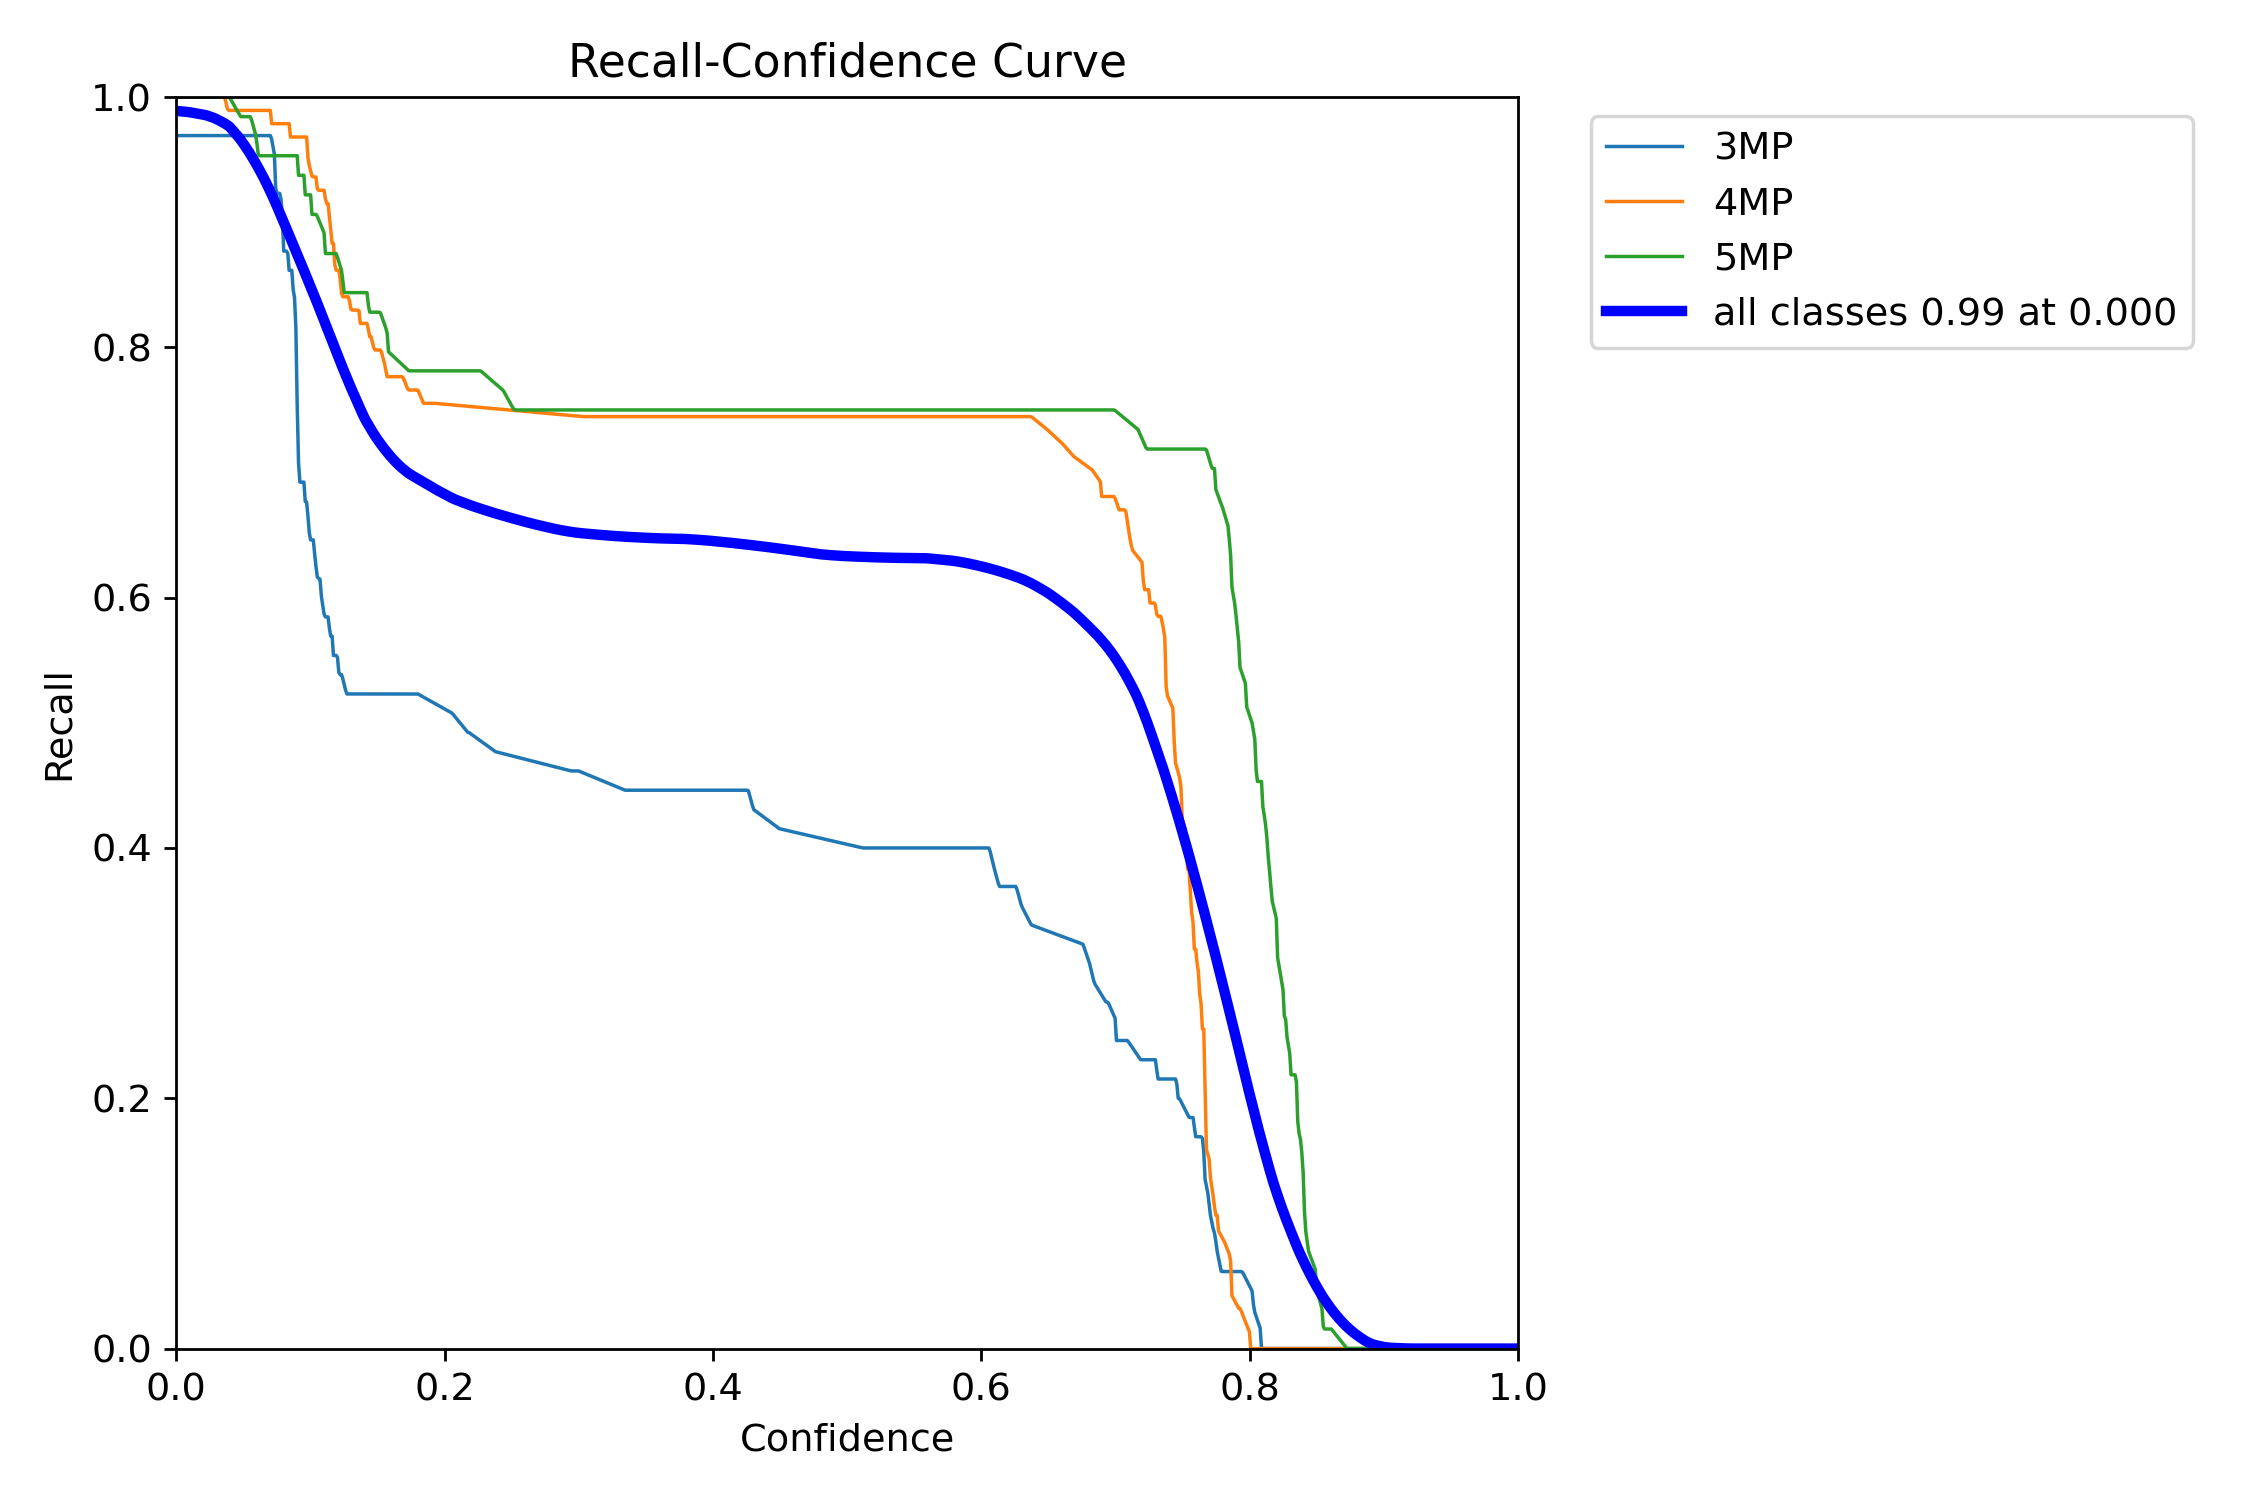 Recall-Confidence Curve
1.0
0.8
0.6
0.4
0.2
0.0
Recall
0.0 0.2 0.4 0.6 0.8 1.0
Confidence
3MP
4MP
5MP
all classes 0.99 at 0.000